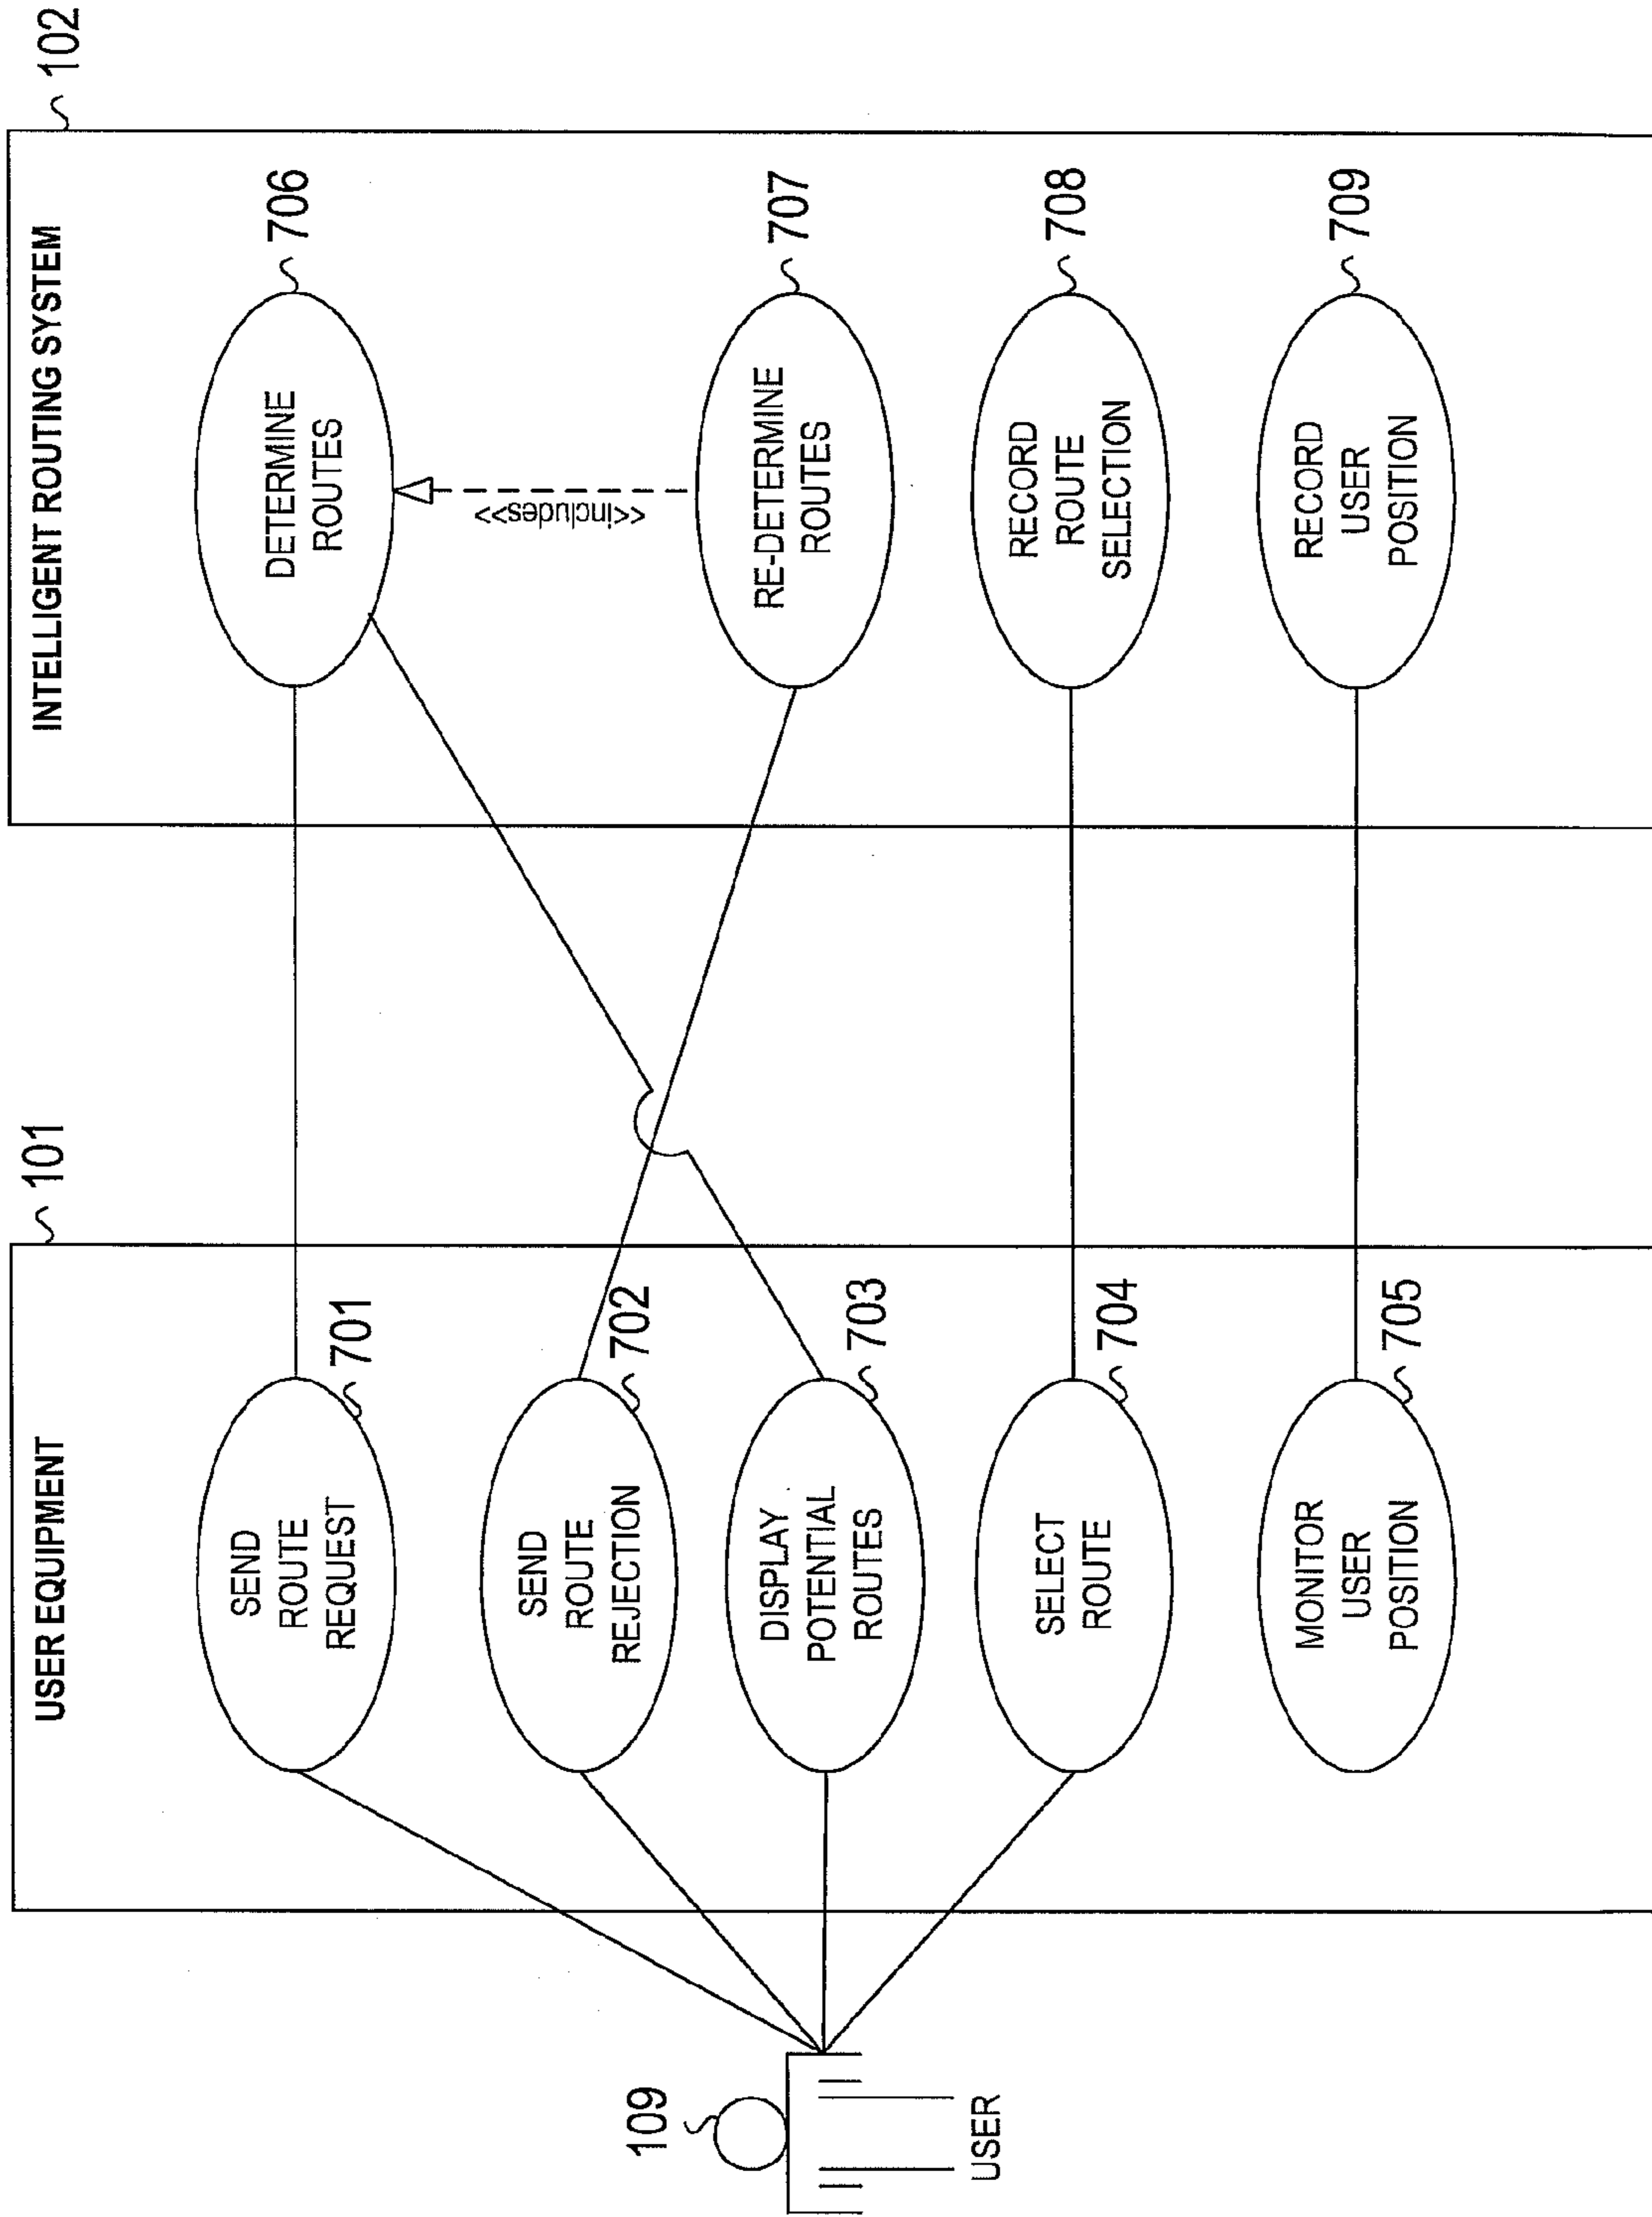 USER EQUIPMENT
101
INTELLIGENT ROUTING SYSTEM
102
SEND
ROUTE
REQUEST
701
DETERMINE
ROUTES
706
<<includes>>
SEND
ROUTE
REJECTION
702
RE-DETERMINE
ROUTES
707
109
USER
DISPLAY
POTENTIAL
ROUTES
703
SELECT
ROUTE
704
RECORD
ROUTE
SELECTION
708
MONITOR
USER
POSITION
705
RECORD
USER
POSITION
709